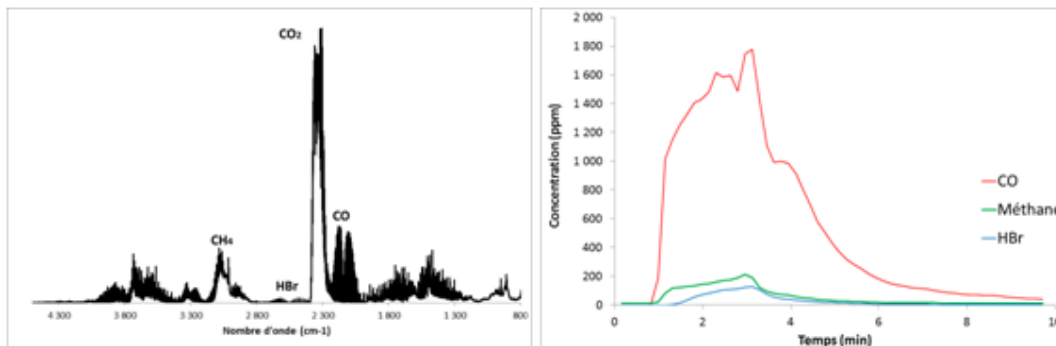 CO₂
CO
CH₄
HBr
4 300
3 800
3 300
2 800
2 300
1 800
1 300
800
Nombre d'onde (cm-1)
Concentration (ppm)
2 000
1 800
1 600
1 400
1 200
1 000
800
600
400
200
0
0
2
4
6
8
10
Temps (min)
CO
Méthane
HBr